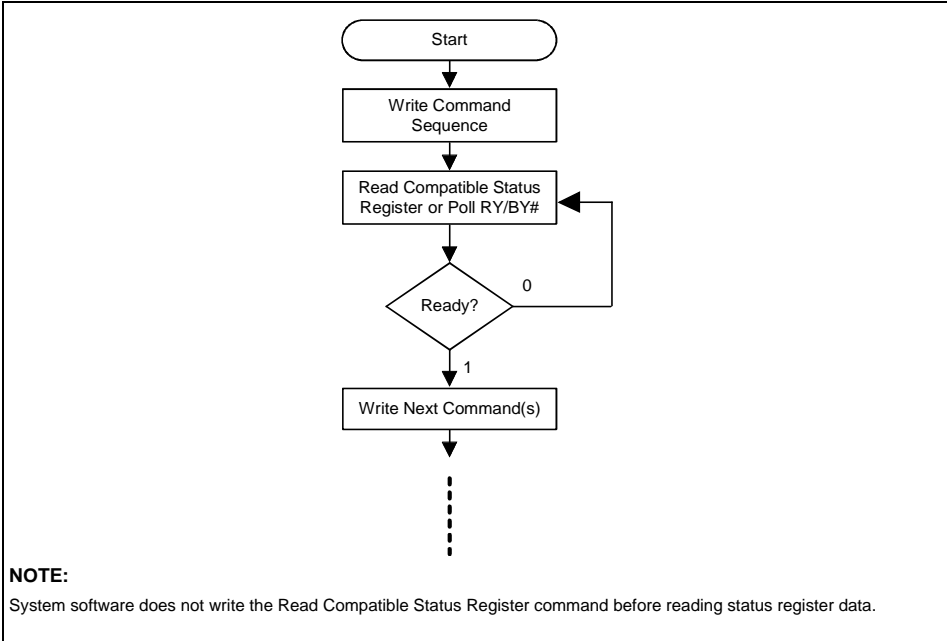 Start
Write Command
Sequence
Read Compatible Status
Register or Poll RY/BY#
Ready?
0
1
Write Next Command(s)
NOTE:
System software does not write the Read Compatible Status Register command before reading status register data.